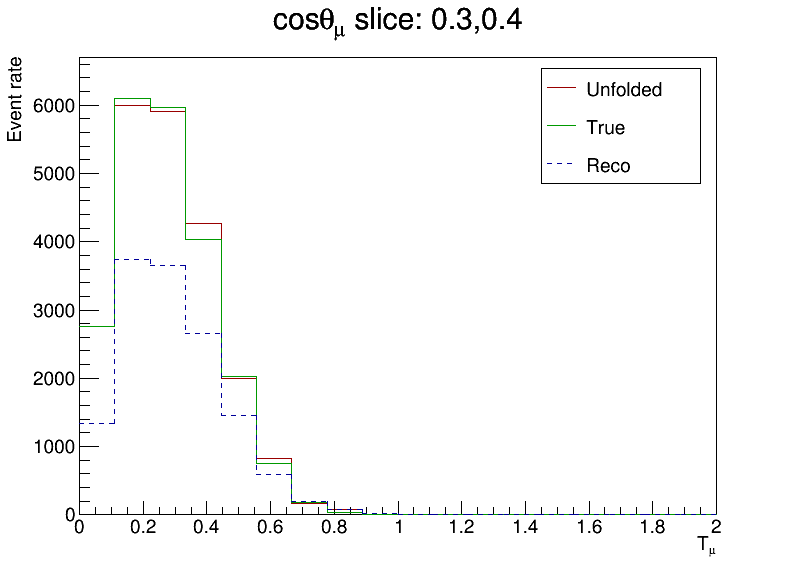 cosθμ slice: 0.3,0.4
Event rate
Unfolded
True
Reco
6000
5000
4000
3000
2000
1000
0
0 0.2 0.4 0.6 0.8 1 1.2 1.4 1.6 1.8 2
Tμ